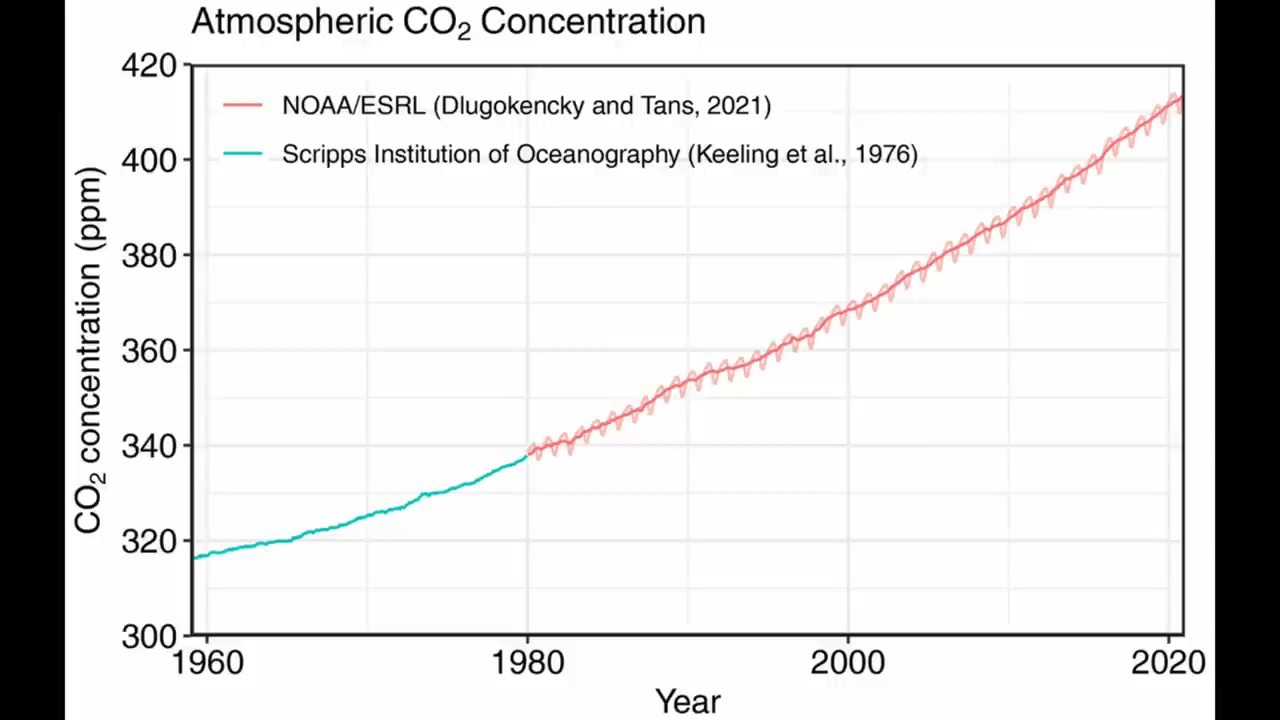 Atmospheric CO₂ Concentration
420
NOAA/ESRL (Dlugokencky and Tans, 2021)
Scripps Institution of Oceanography (Keeling et al., 1976)
400
380
360
340
320
300
CO₂ concentration (ppm)
1960 1980 2000 2020
Year